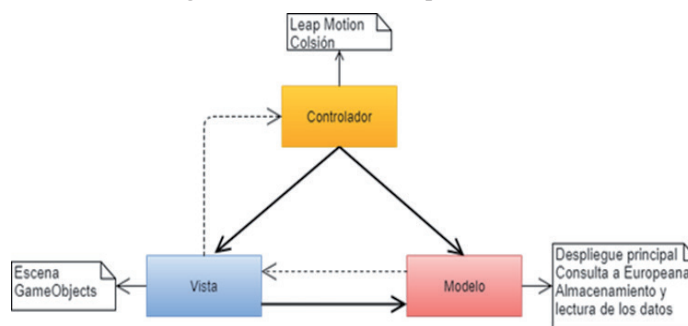 Leap Motion
Colsión
Controlador
Escena
GameObjects
Vista
Modelo
Despliegue principal
Consulta a Europeana
Almacenamiento y
lectura de los datos